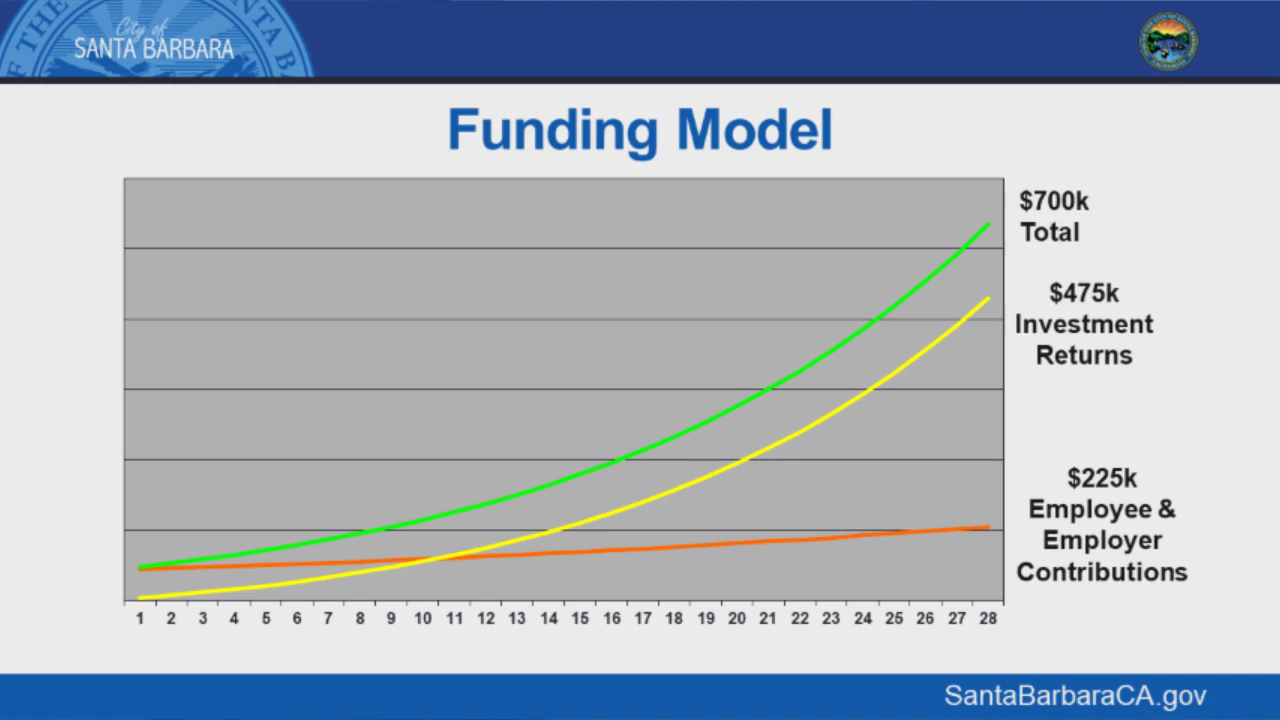 City of
SANTA BARBARA
Funding Model
$700k
Total
$475k
Investment
Returns
$225k
Employee &
Employer
Contributions
1 2 3 4 5 6 7 8 9 10 11 12 13 14 15 16 17 18 19 20 21 22 23 24 25 26 27 28
SantaBarbaraCA.gov